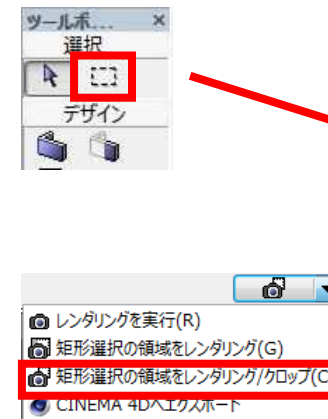 ツールボ...
選択
デザイン
レンダリングを実行(R)
矩形選択の領域をレンダリング(G)
矩形選択の領域をレンダリング/クロップ(C
CINEMA 4Dへエクスポート